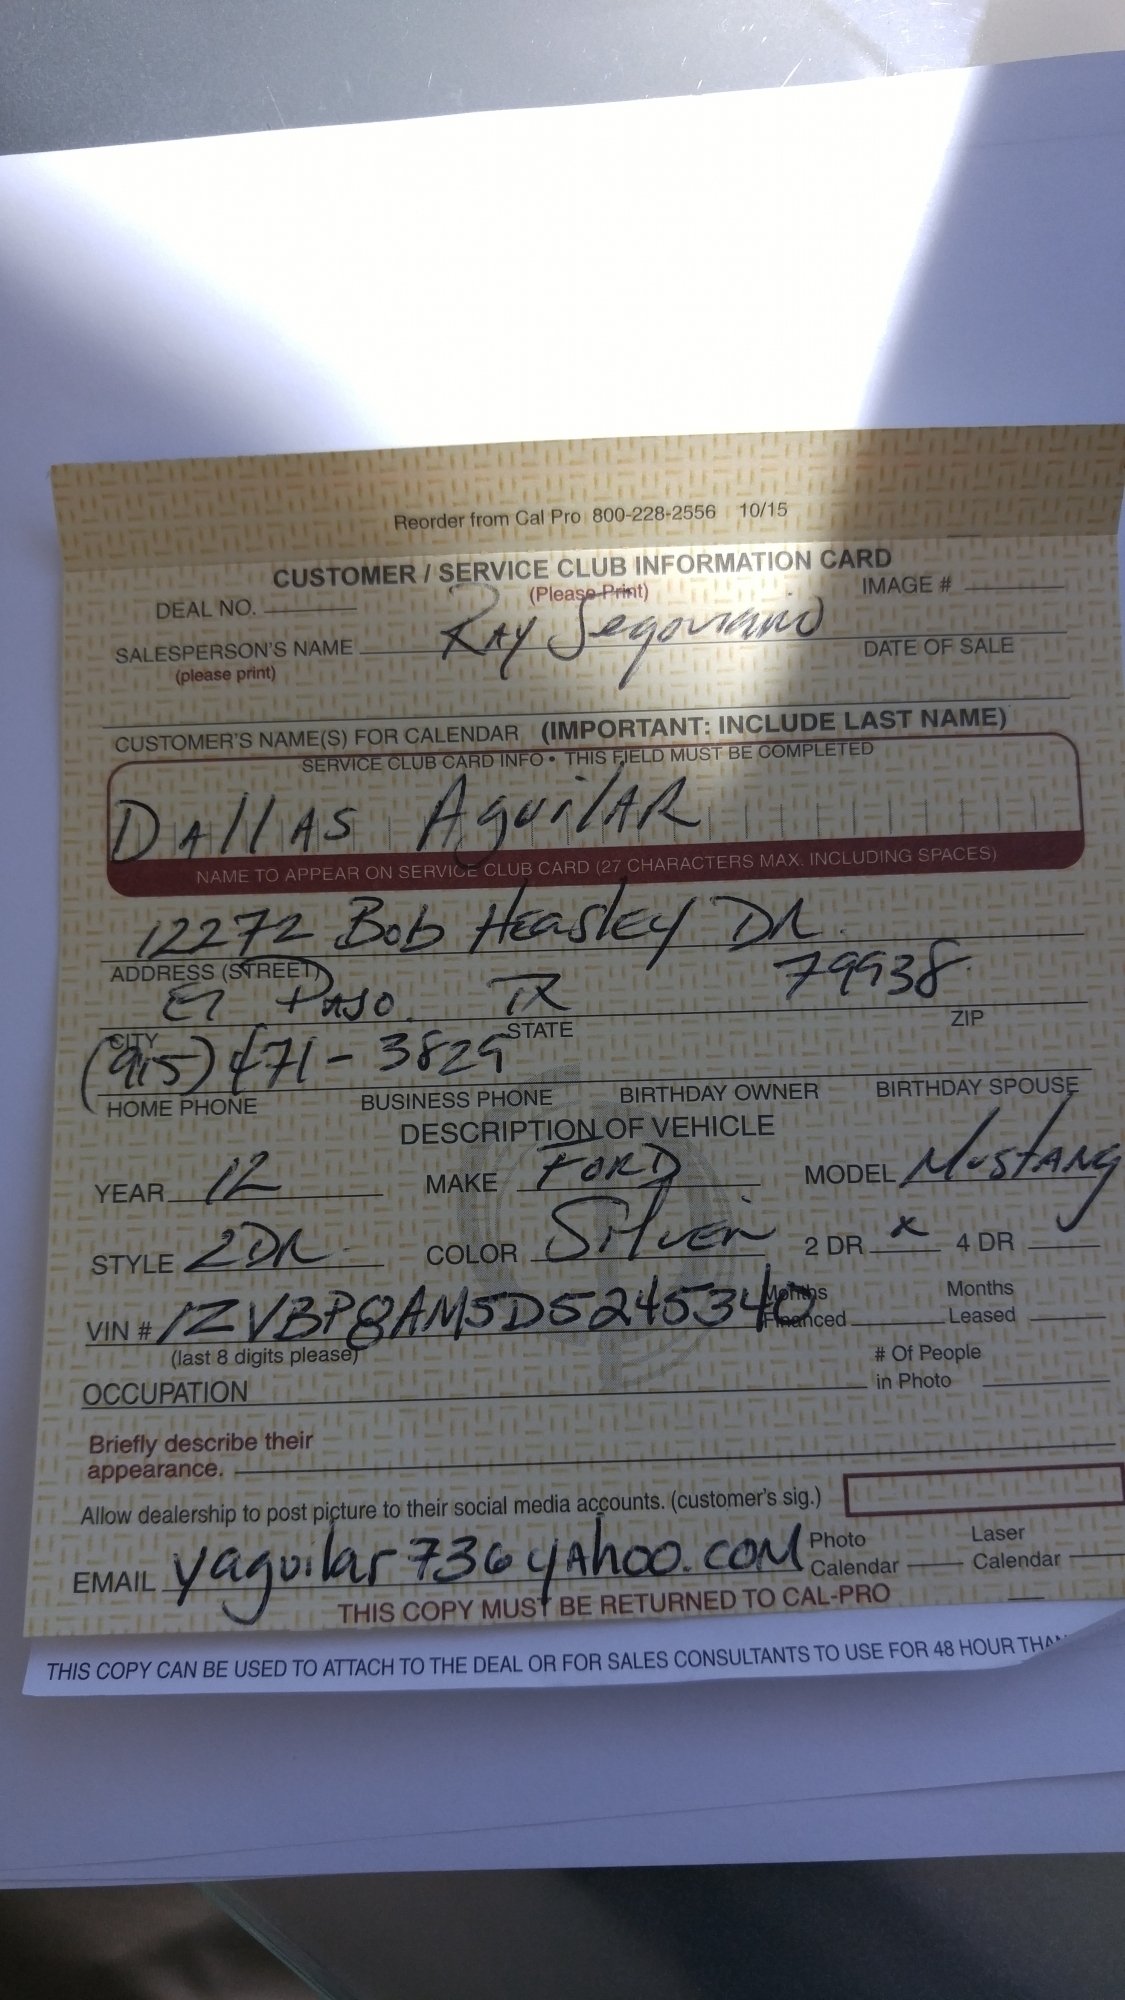 Reorder from Cal Pro 800-228-2556 10/15
CUSTOMER / SERVICE CLUB INFORMATION CARD
DEAL NO. (Please Print) IMAGE #
SALESPERSON'S NAME Ray Segoviano DATE OF SALE
(please print)
CUSTOMER'S NAME(S) FOR CALENDAR (IMPORTANT: INCLUDE LAST NAME)
SERVICE CLUB CARD INFO • THIS FIELD MUST BE COMPLETED
DAllAS AguilAR
NAME TO APPEAR ON SERVICE CLUB CARD (27 CHARACTERS MAX. INCLUDING SPACES)
12272 Bob Heasley DR.
ADDRESS (STREET)
El PASO. TX 79938
CITY STATE ZIP
(915) 471-3829
HOME PHONE BUSINESS PHONE BIRTHDAY OWNER BIRTHDAY SPOUSE
DESCRIPTION OF VEHICLE
YEAR 12 MAKE FORD MODEL MustANg
STYLE 2DR COLOR Silver 2 DR x 4 DR
VIN # 1ZVBP8AM5D5245340 Months Financed Months Leased
(last 8 digits please)
OCCUPATION # Of People in Photo
Briefly describe their
appearance.
Allow dealership to post picture to their social media accounts. (customer's sig.)
EMAIL yaguilar736yAhoo.com Photo Calendar Laser Calendar
THIS COPY MUST BE RETURNED TO CAL-PRO
THIS COPY CAN BE USED TO ATTACH TO THE DEAL OR FOR SALES CONSULTANTS TO USE FOR 48 HOUR